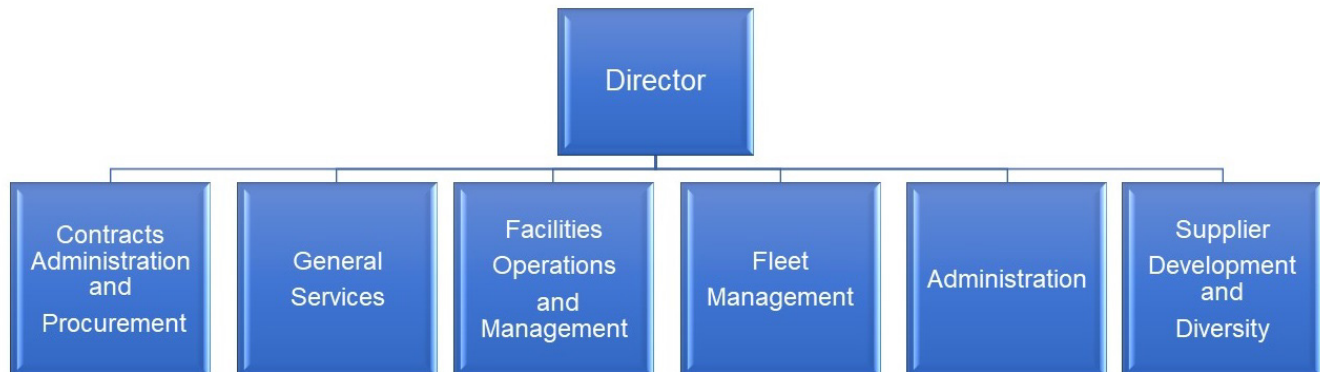 Director
Contracts
Administration
and
Procurement
General
Services
Facilities
Operations
and
Management
Fleet
Management
Administration
Supplier
Development
and
Diversity